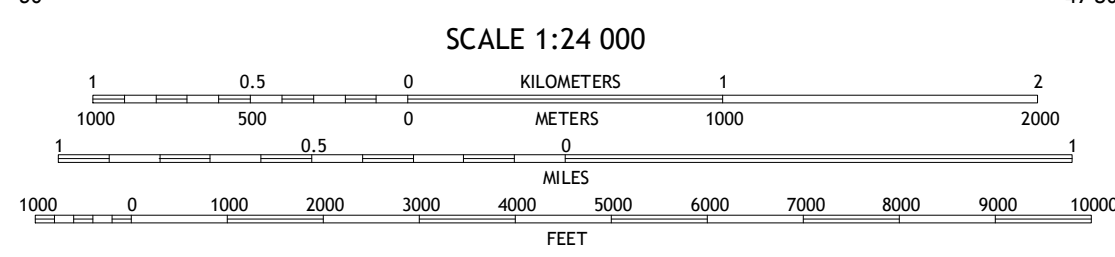 SCALE 1:24 000
1 0.5 0 KILOMETERS 1 2
1000 500 0 METERS 1000 2000
1 0.5 0 1
MILES
1000 0 1000 2000 3000 4000 5000 6000 7000 8000 9000 10000
FEET